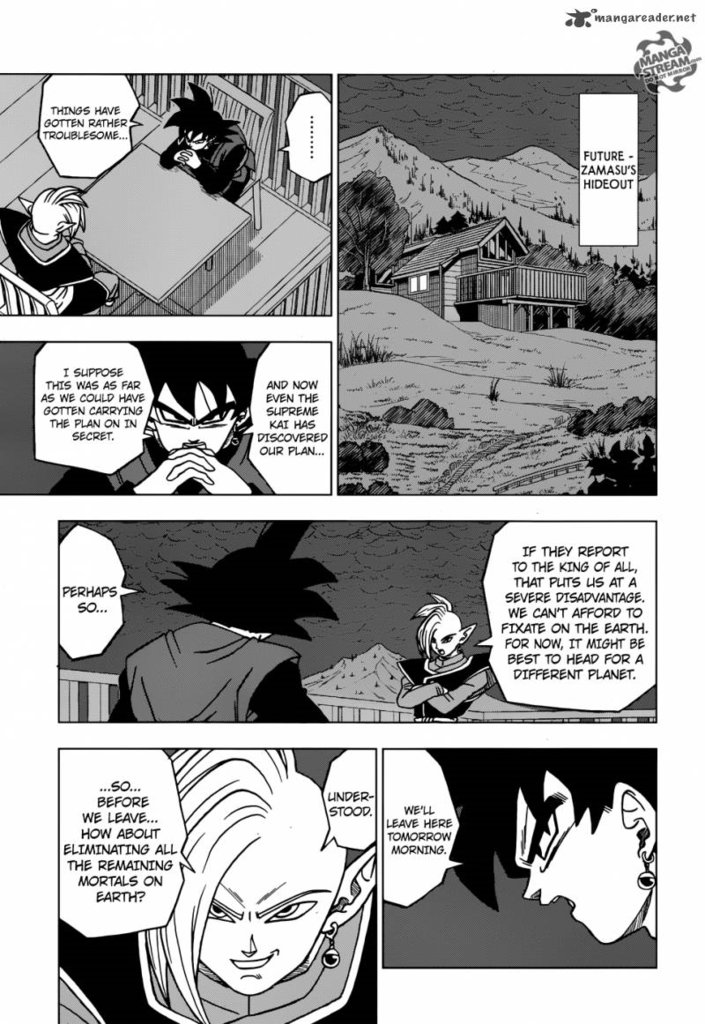 mangareader.net
MANGA
STREAM
.com
DO NOT MIRROR
FUTURE -
ZAMASU'S
HIDEOUT
.......
THINGS HAVE
GOTTEN RATHER
TROUBLESOME...
AND NOW
EVEN THE
SUPREME
KAI HAS
DISCOVERED
OUR PLAN...
I SUPPOSE
THIS WAS AS FAR
AS WE COULD HAVE
GOTTEN CARRYING
THE PLAN ON IN
SECRET.
IF THEY REPORT
TO THE KING OF ALL,
THAT PUTS US AT A
SEVERE DISADVANTAGE.
WE CAN'T AFFORD TO
FIXATE ON THE EARTH.
FOR NOW, IT MIGHT BE
BEST TO HEAD FOR A
DIFFERENT PLANET.
PERHAPS
SO...
WE'LL
LEAVE HERE
TOMORROW
MORNING.
UNDER-
STOOD.
...SO...
BEFORE
WE LEAVE...
HOW ABOUT
ELIMINATING ALL
THE REMAINING
MORTALS ON
EARTH?